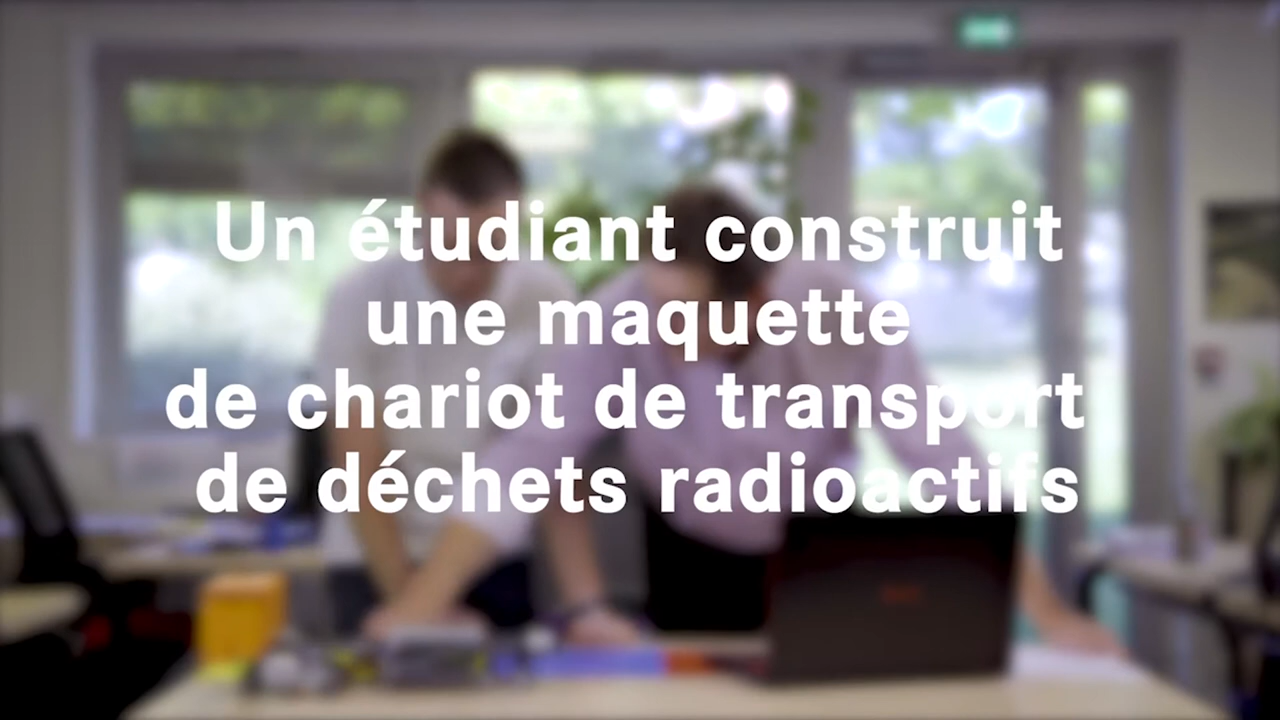 Un étudiant construit
une maquette
de chariot de transport
de déchets radioactifs